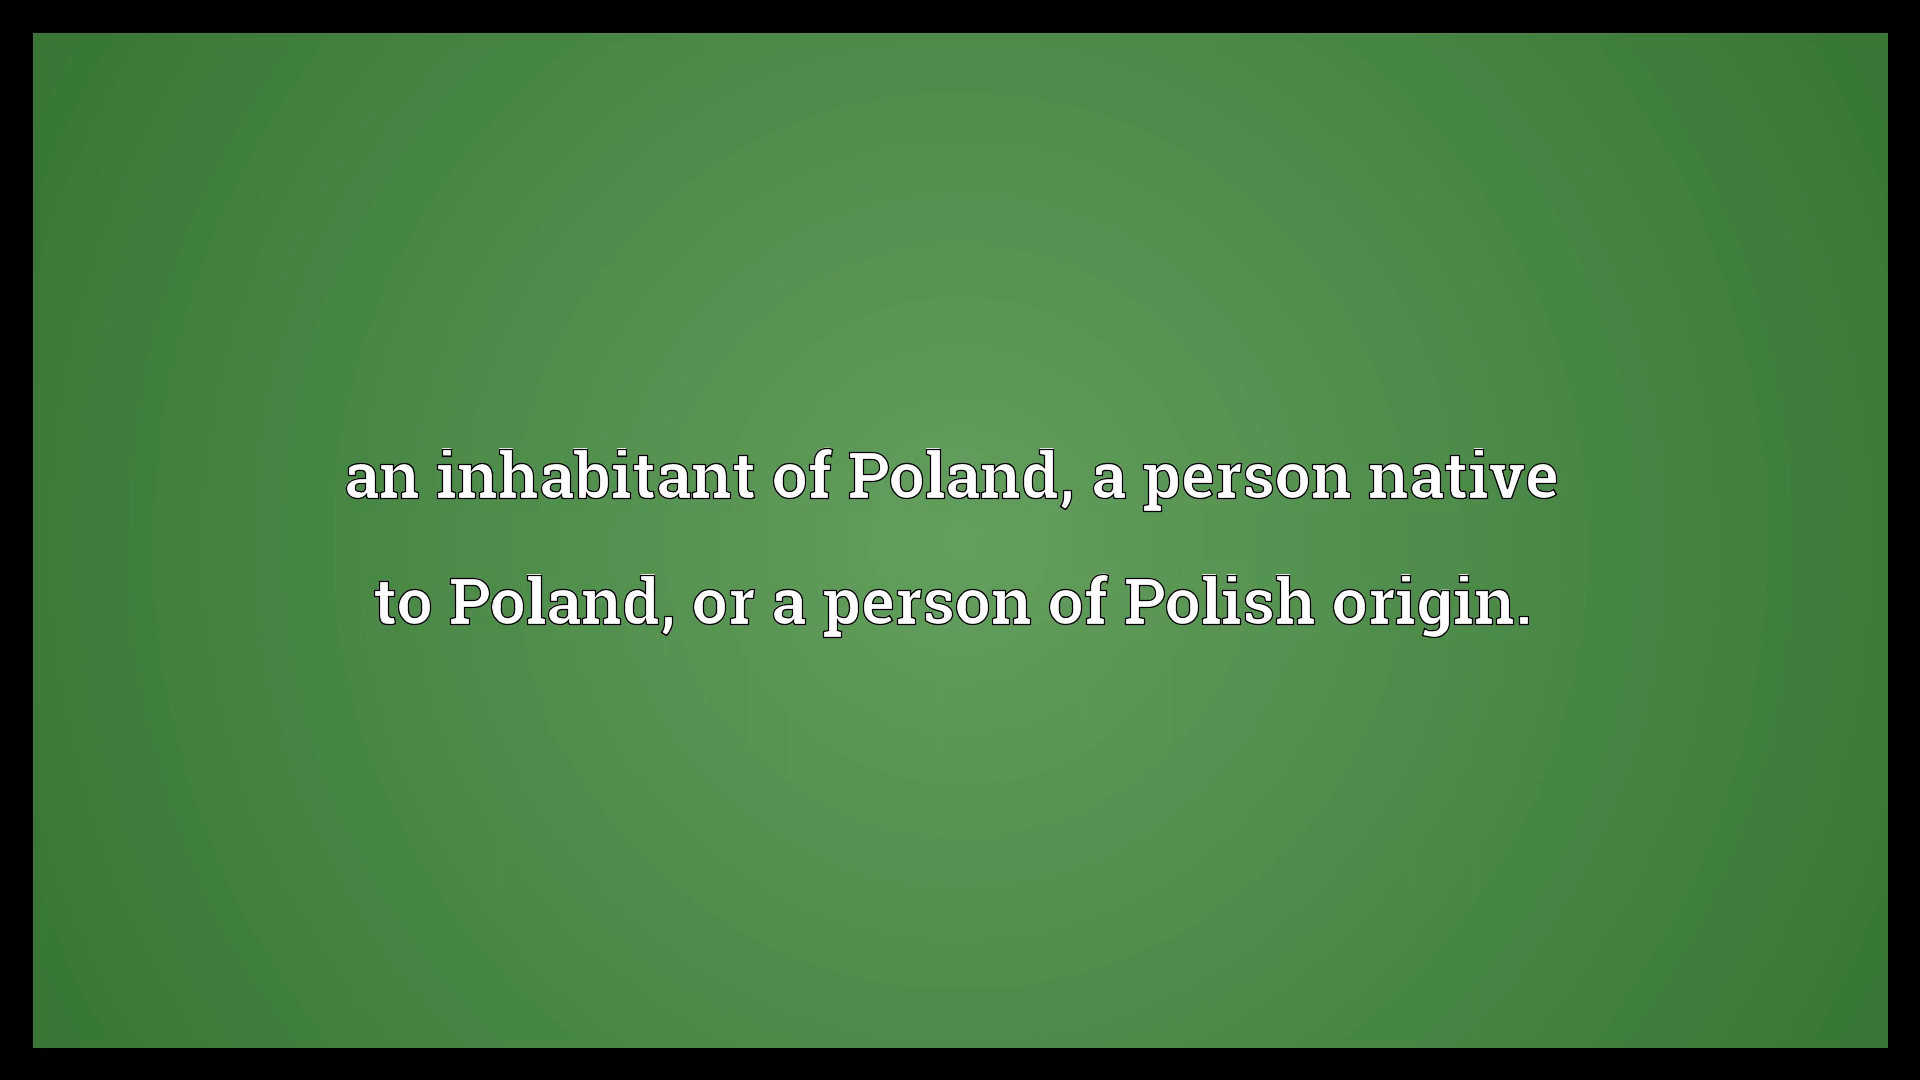 an inhabitant of Poland, a person native
to Poland, or a person of Polish origin.